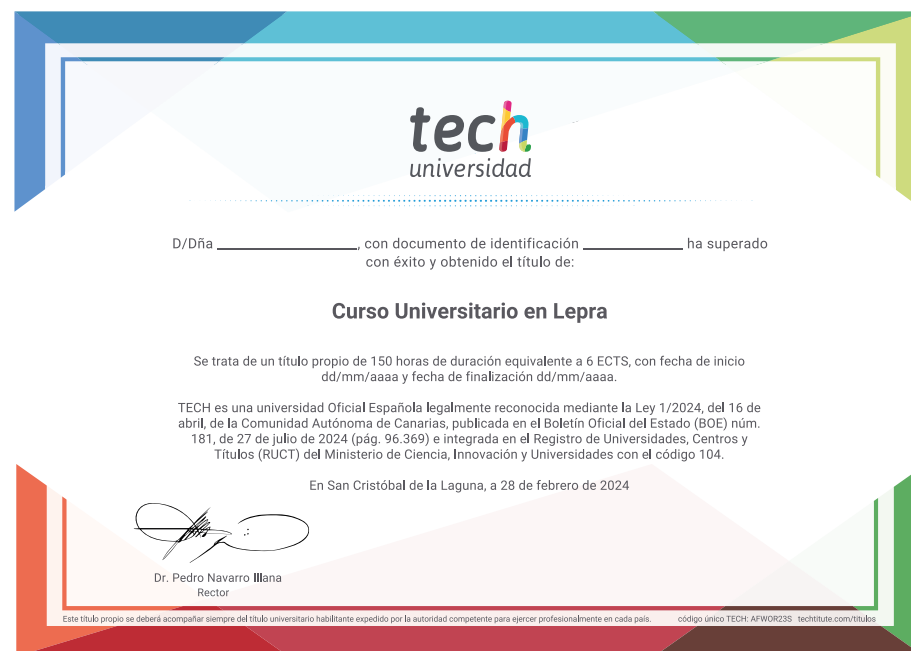 tech
universidad
D/Dña ____________________, con documento de identificación ______________ ha superado
con éxito y obtenido el título de:
Curso Universitario en Lepra
Se trata de un título propio de 150 horas de duración equivalente a 6 ECTS, con fecha de inicio
dd/mm/aaaa y fecha de finalización dd/mm/aaaa.
TECH es una universidad Oficial Española legalmente reconocida mediante la Ley 1/2024, del 16 de
abril, de la Comunidad Autónoma de Canarias, publicada en el Boletín Oficial del Estado (BOE) núm.
181, de 27 de julio de 2024 (pág. 96.369) e integrada en el Registro de Universidades, Centros y
Títulos (RUCT) del Ministerio de Ciencia, Innovación y Universidades con el código 104.
En San Cristóbal de la Laguna, a 28 de febrero de 2024
Dr. Pedro Navarro Illana
Rector
Este título propio se deberá acompañar siempre del título universitario habilitante expedido por la autoridad competente para ejercer profesionalmente en cada país. código único TECH: AFWOR23S techtitute.com/titulos